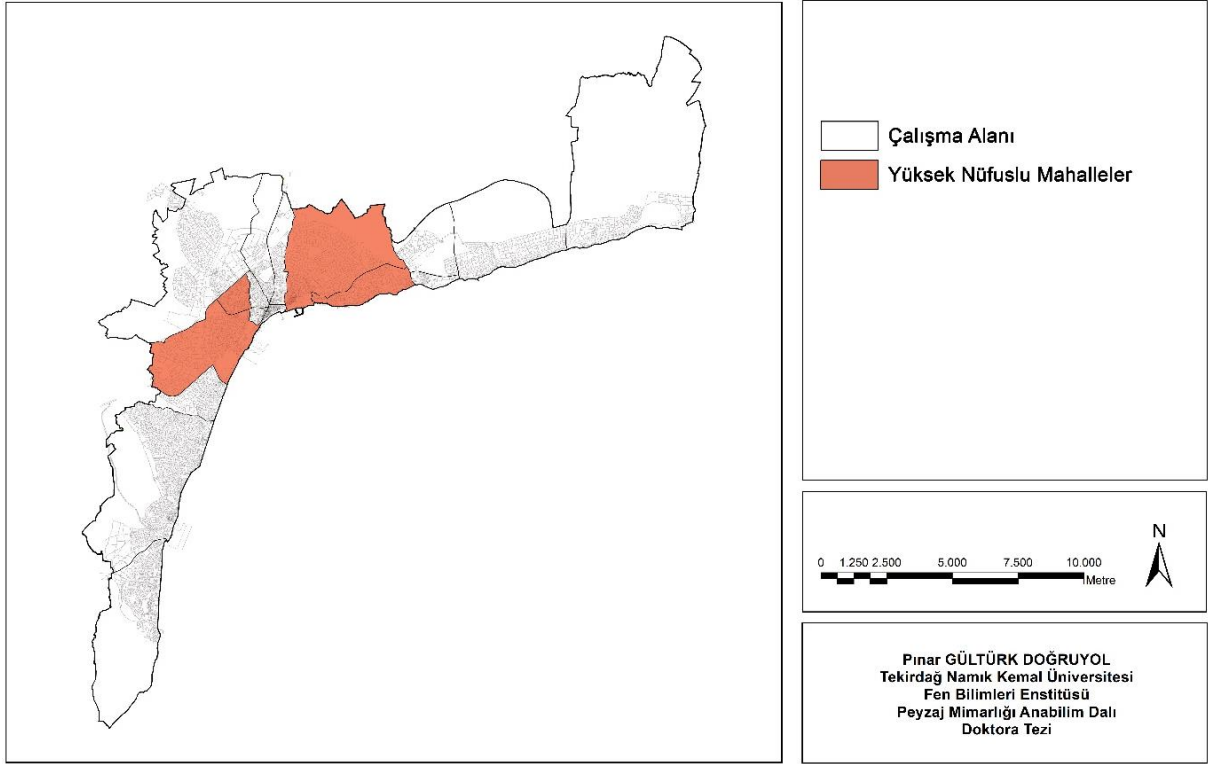 Çalışma Alanı
Yüksek Nüfuslu Mahalleler
N
0 1.250 2.500 5.000 7.500 10.000
Metre
Pınar GÜLTÜRK DOĞRUYOL
Tekirdağ Namık Kemal Üniversitesi
Fen Bilimleri Enstitüsü
Peyzaj Mimarlığı Anabilim Dalı
Doktora Tezi